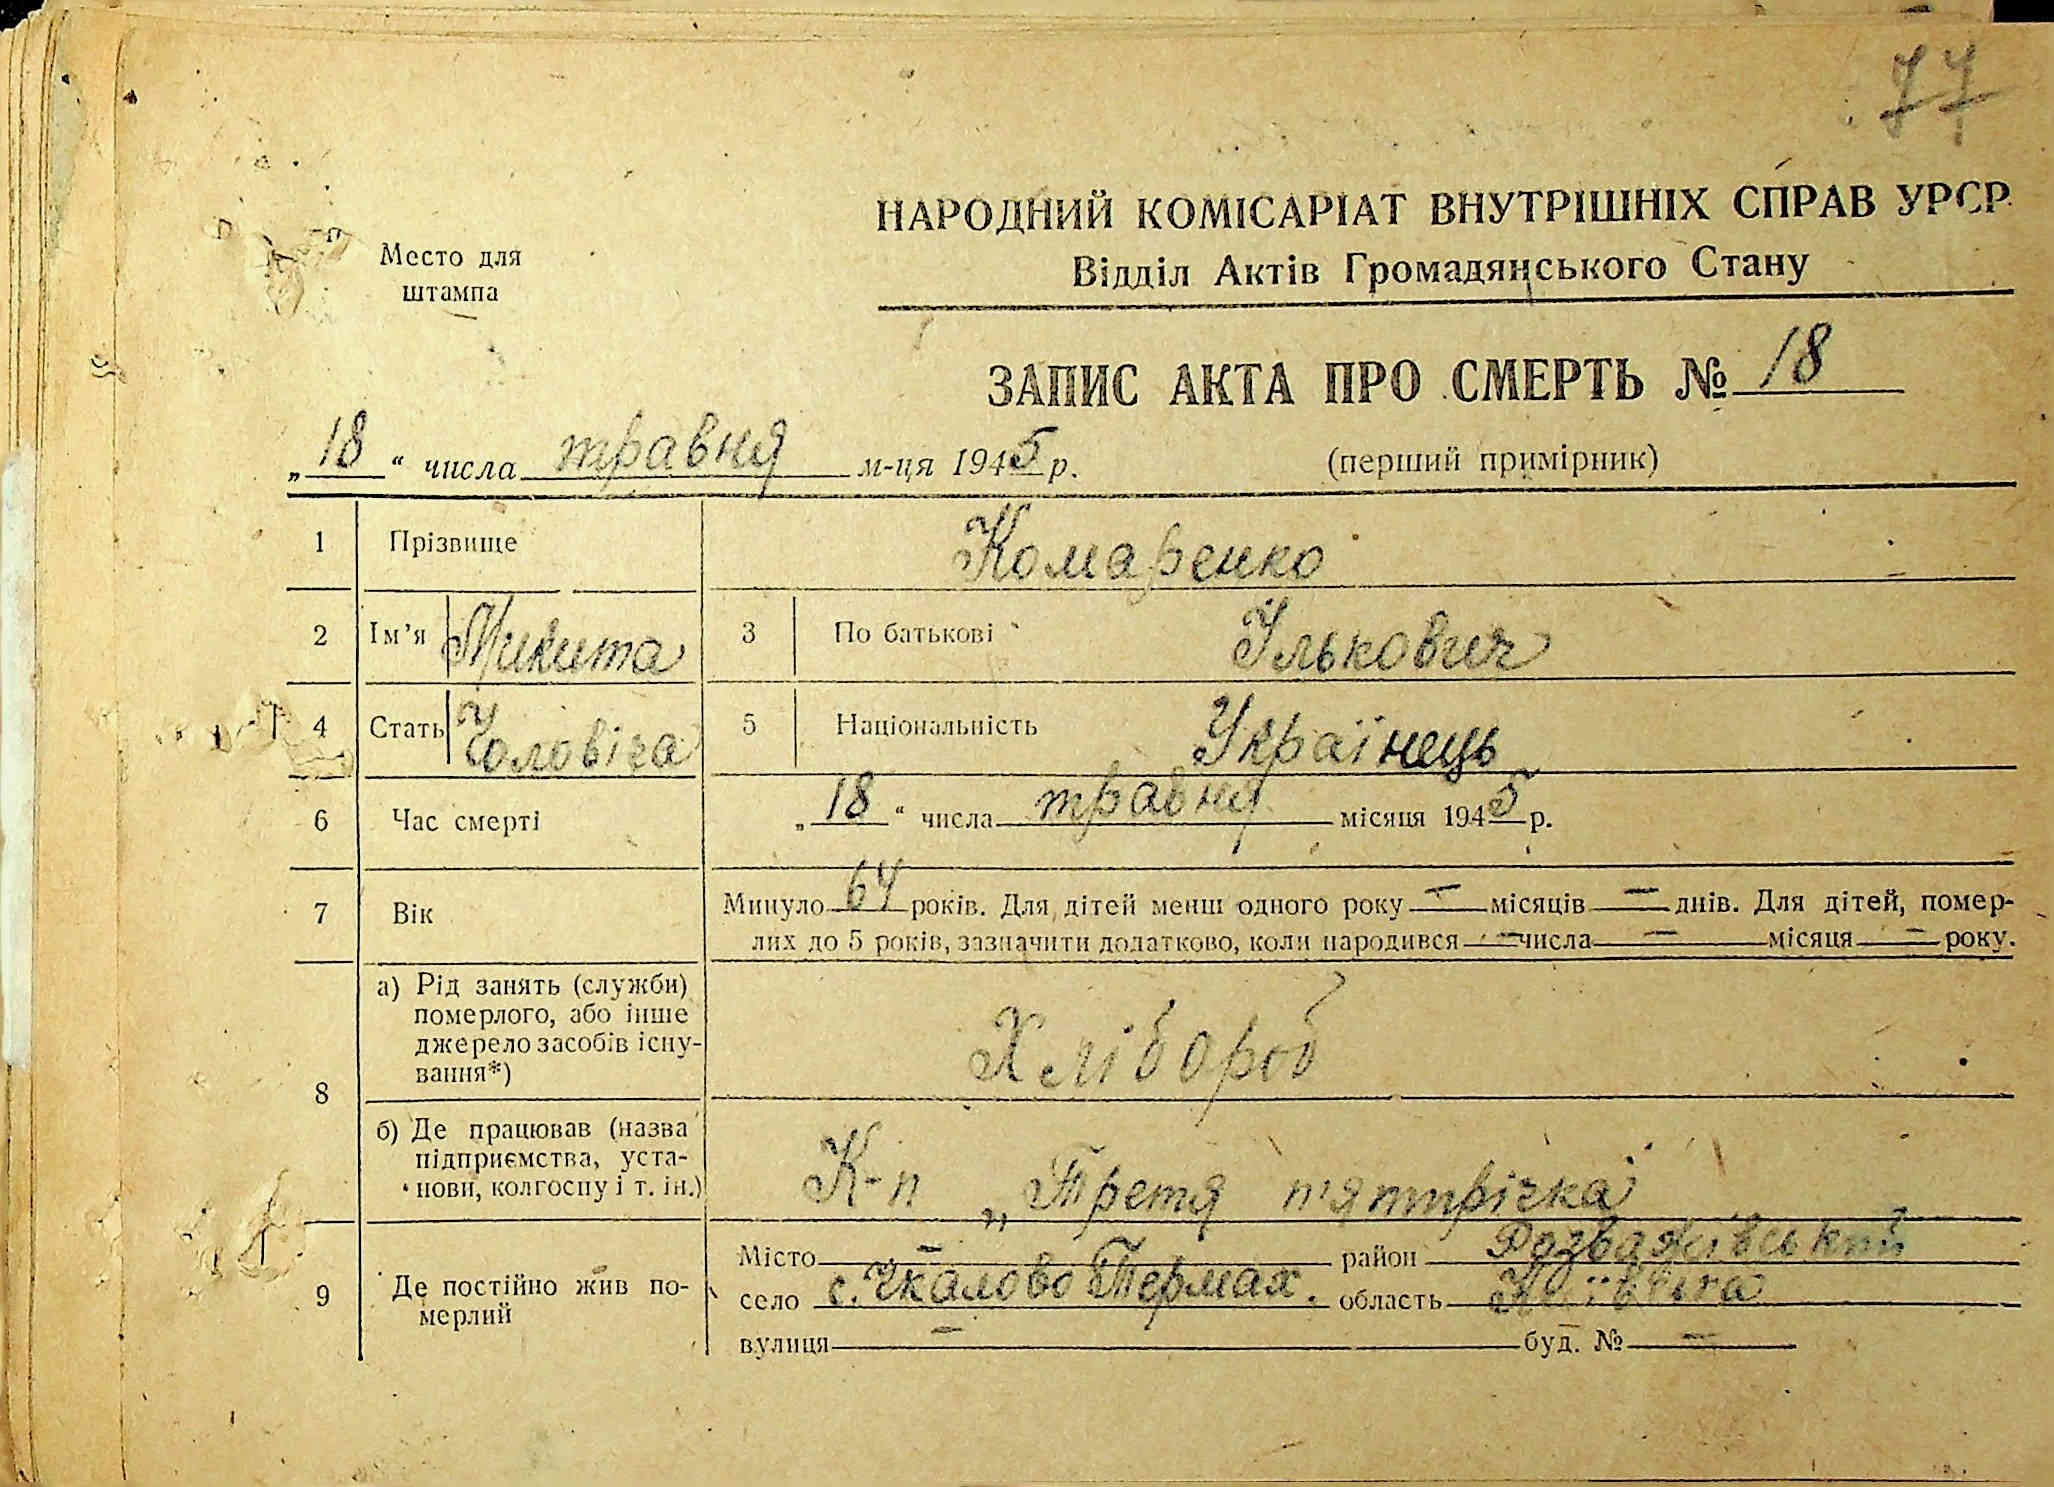 77
НАРОДНИЙ КОМІСАРІАТ ВНУТРІШНІХ СПРАВ УРСР
Место для штампа
Відділ Актів Громадянського Стану
ЗАПИС АКТА ПРО СМЕРТЬ № 18
„18“ числа травня м-ця 1945 р. (перший примірник)
1 Прізвище Комаренко
2 Ім’я Микита 3 По батькові Ількович
4 Стать Чоловіча 5 Національність Українець
6 Час смерті „18“ числа травня місяця 1945 р.
7 Вік Минуло 64 років. Для дітей менш одного року — місяців — днів. Для дітей, помер-
лих до 5 років, зазначити додатково, коли народився — числа — місяця — року.
8 а) Рід занять (служби)
померлого, або інше
джерело засобів існу-
вання*)
Хлібороб
б) Де працював (назва
підприємства, уста-
нови, колгоспу і т. ін.)
К-п „Третя п'ятирічка"
9 Де постійно жив по-
мерлий
Місто — район Розважівський
село с. Чкалово Термах. область Київська
вулиця — буд. № —